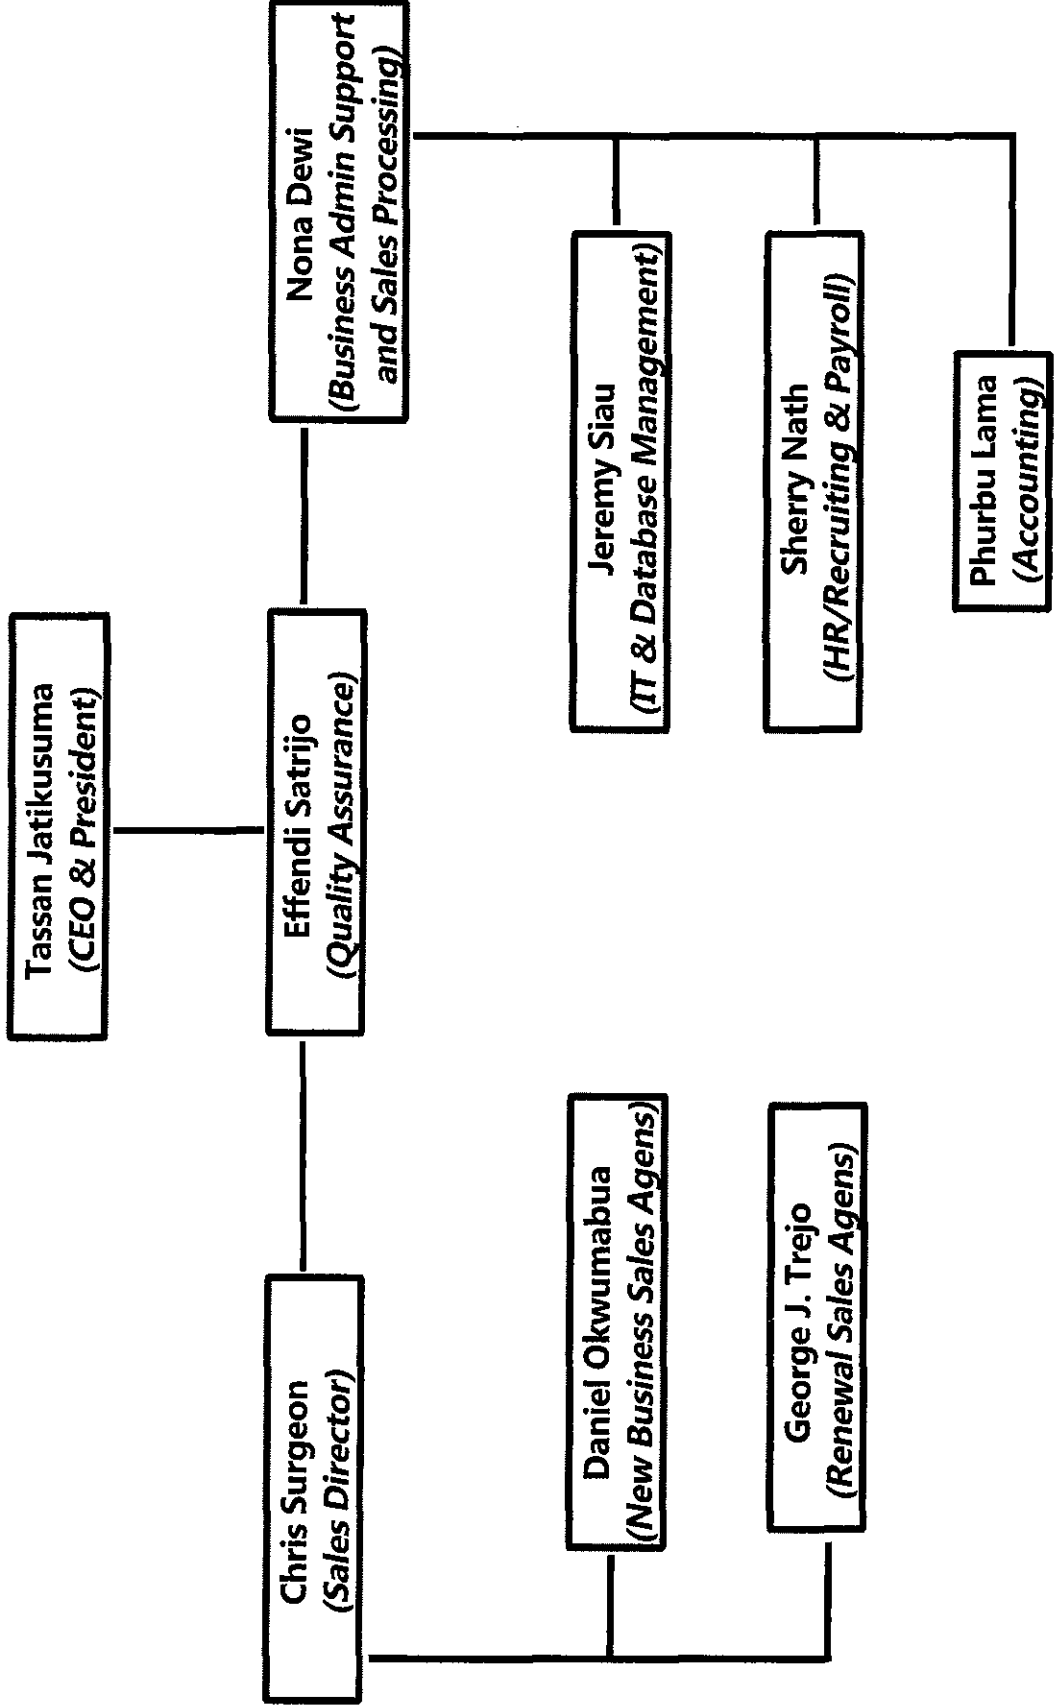 Tassan Jatikusuma
(CEO & President)
Chris Surgeon
(Sales Director)
Effendi Satrijo
(Quality Assurance)
Nona Dewi
(Business Admin Support
and Sales Processing)
Daniel Okwumabua
(New Business Sales Agens)
George J. Trejo
(Renewal Sales Agens)
Jeremy Siau
(IT & Database Management)
Sherry Nath
(HR/Recruiting & Payroll)
Phurbu Lama
(Accounting)